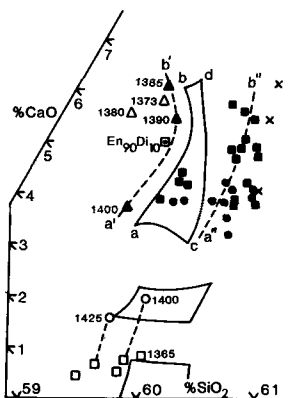 7
1385
b'
b
d
6
1373
b"
x
%CaO
1380
1390
x
5
En90Di10
4
1400
x
a'
a
3
c
a"
2
1400
1425
1
1365
59
60
%SiO2
61